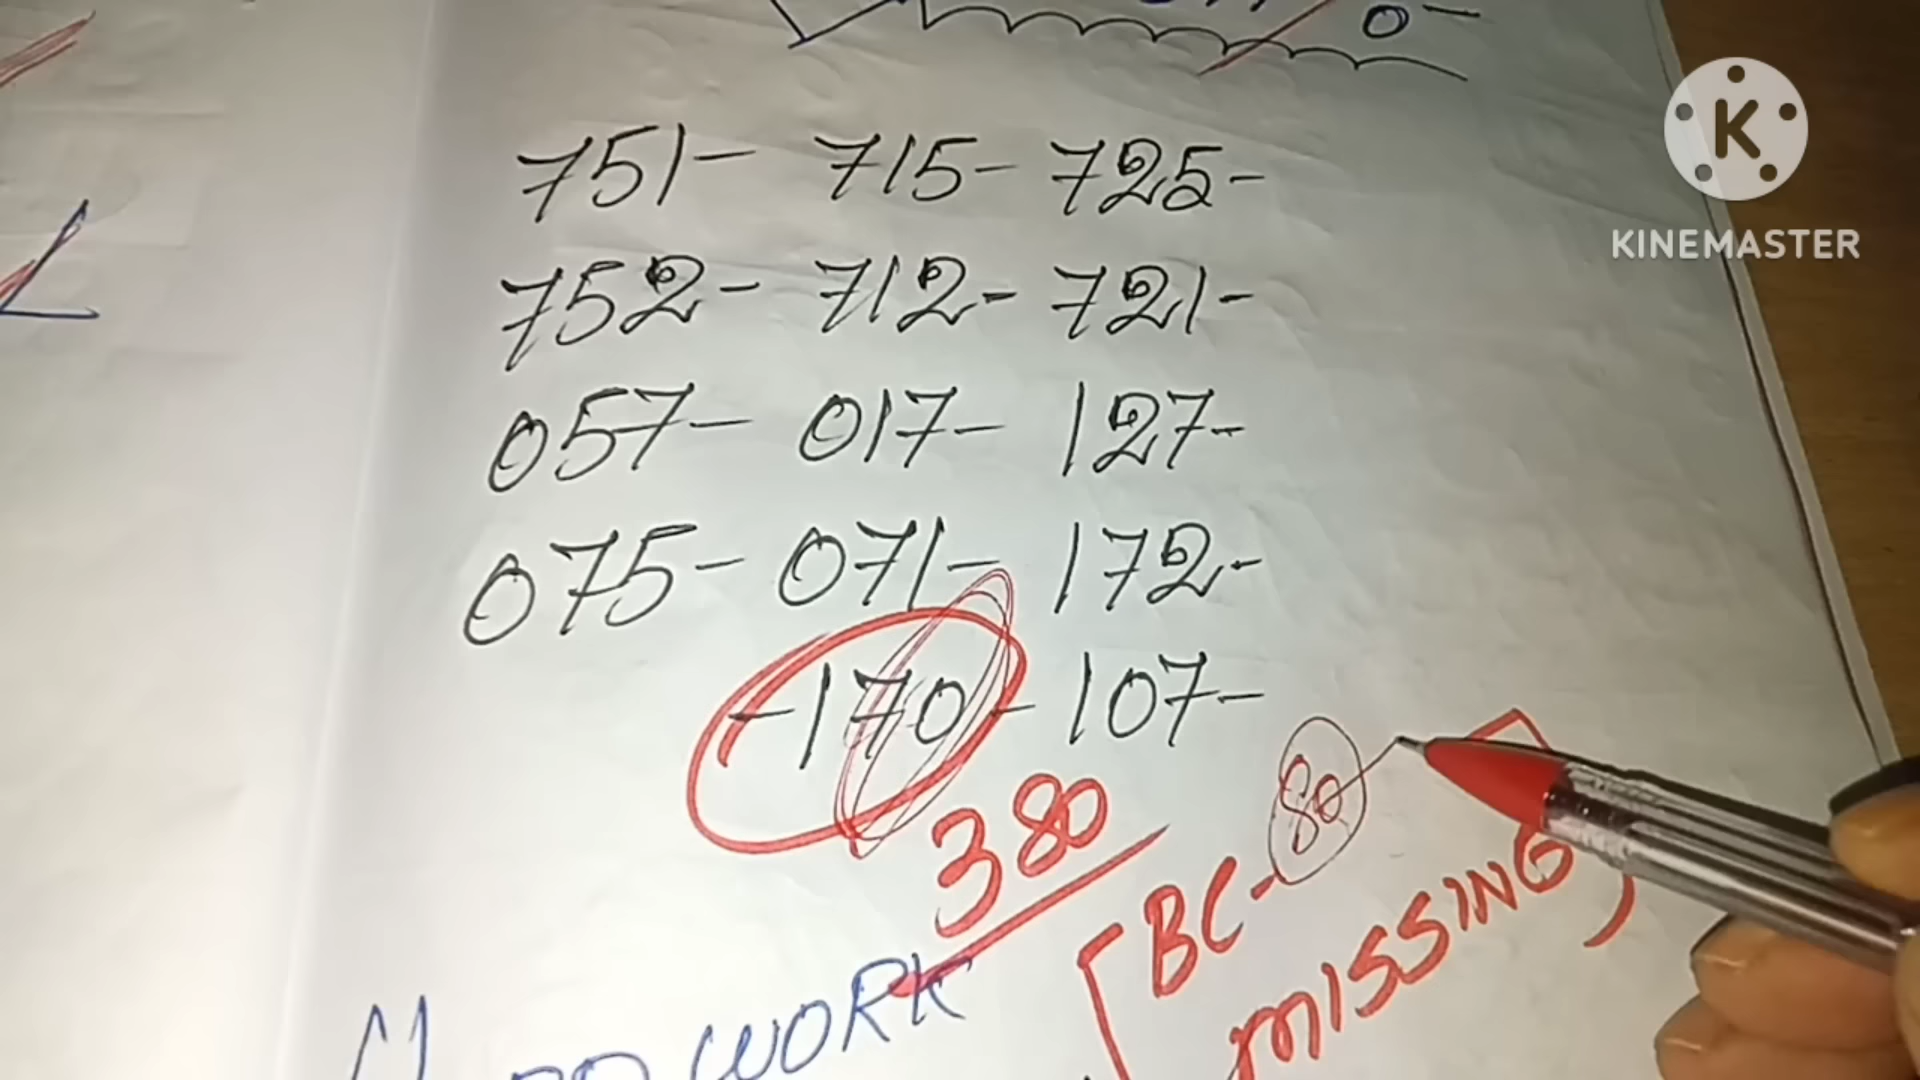 0-
K
KINEMASTER
751- 715- 725-
752- 712- 721-
057- 017- 127-
075- 071- 172-
-170- 107-
380
[BC-80
MISSING]
WORK